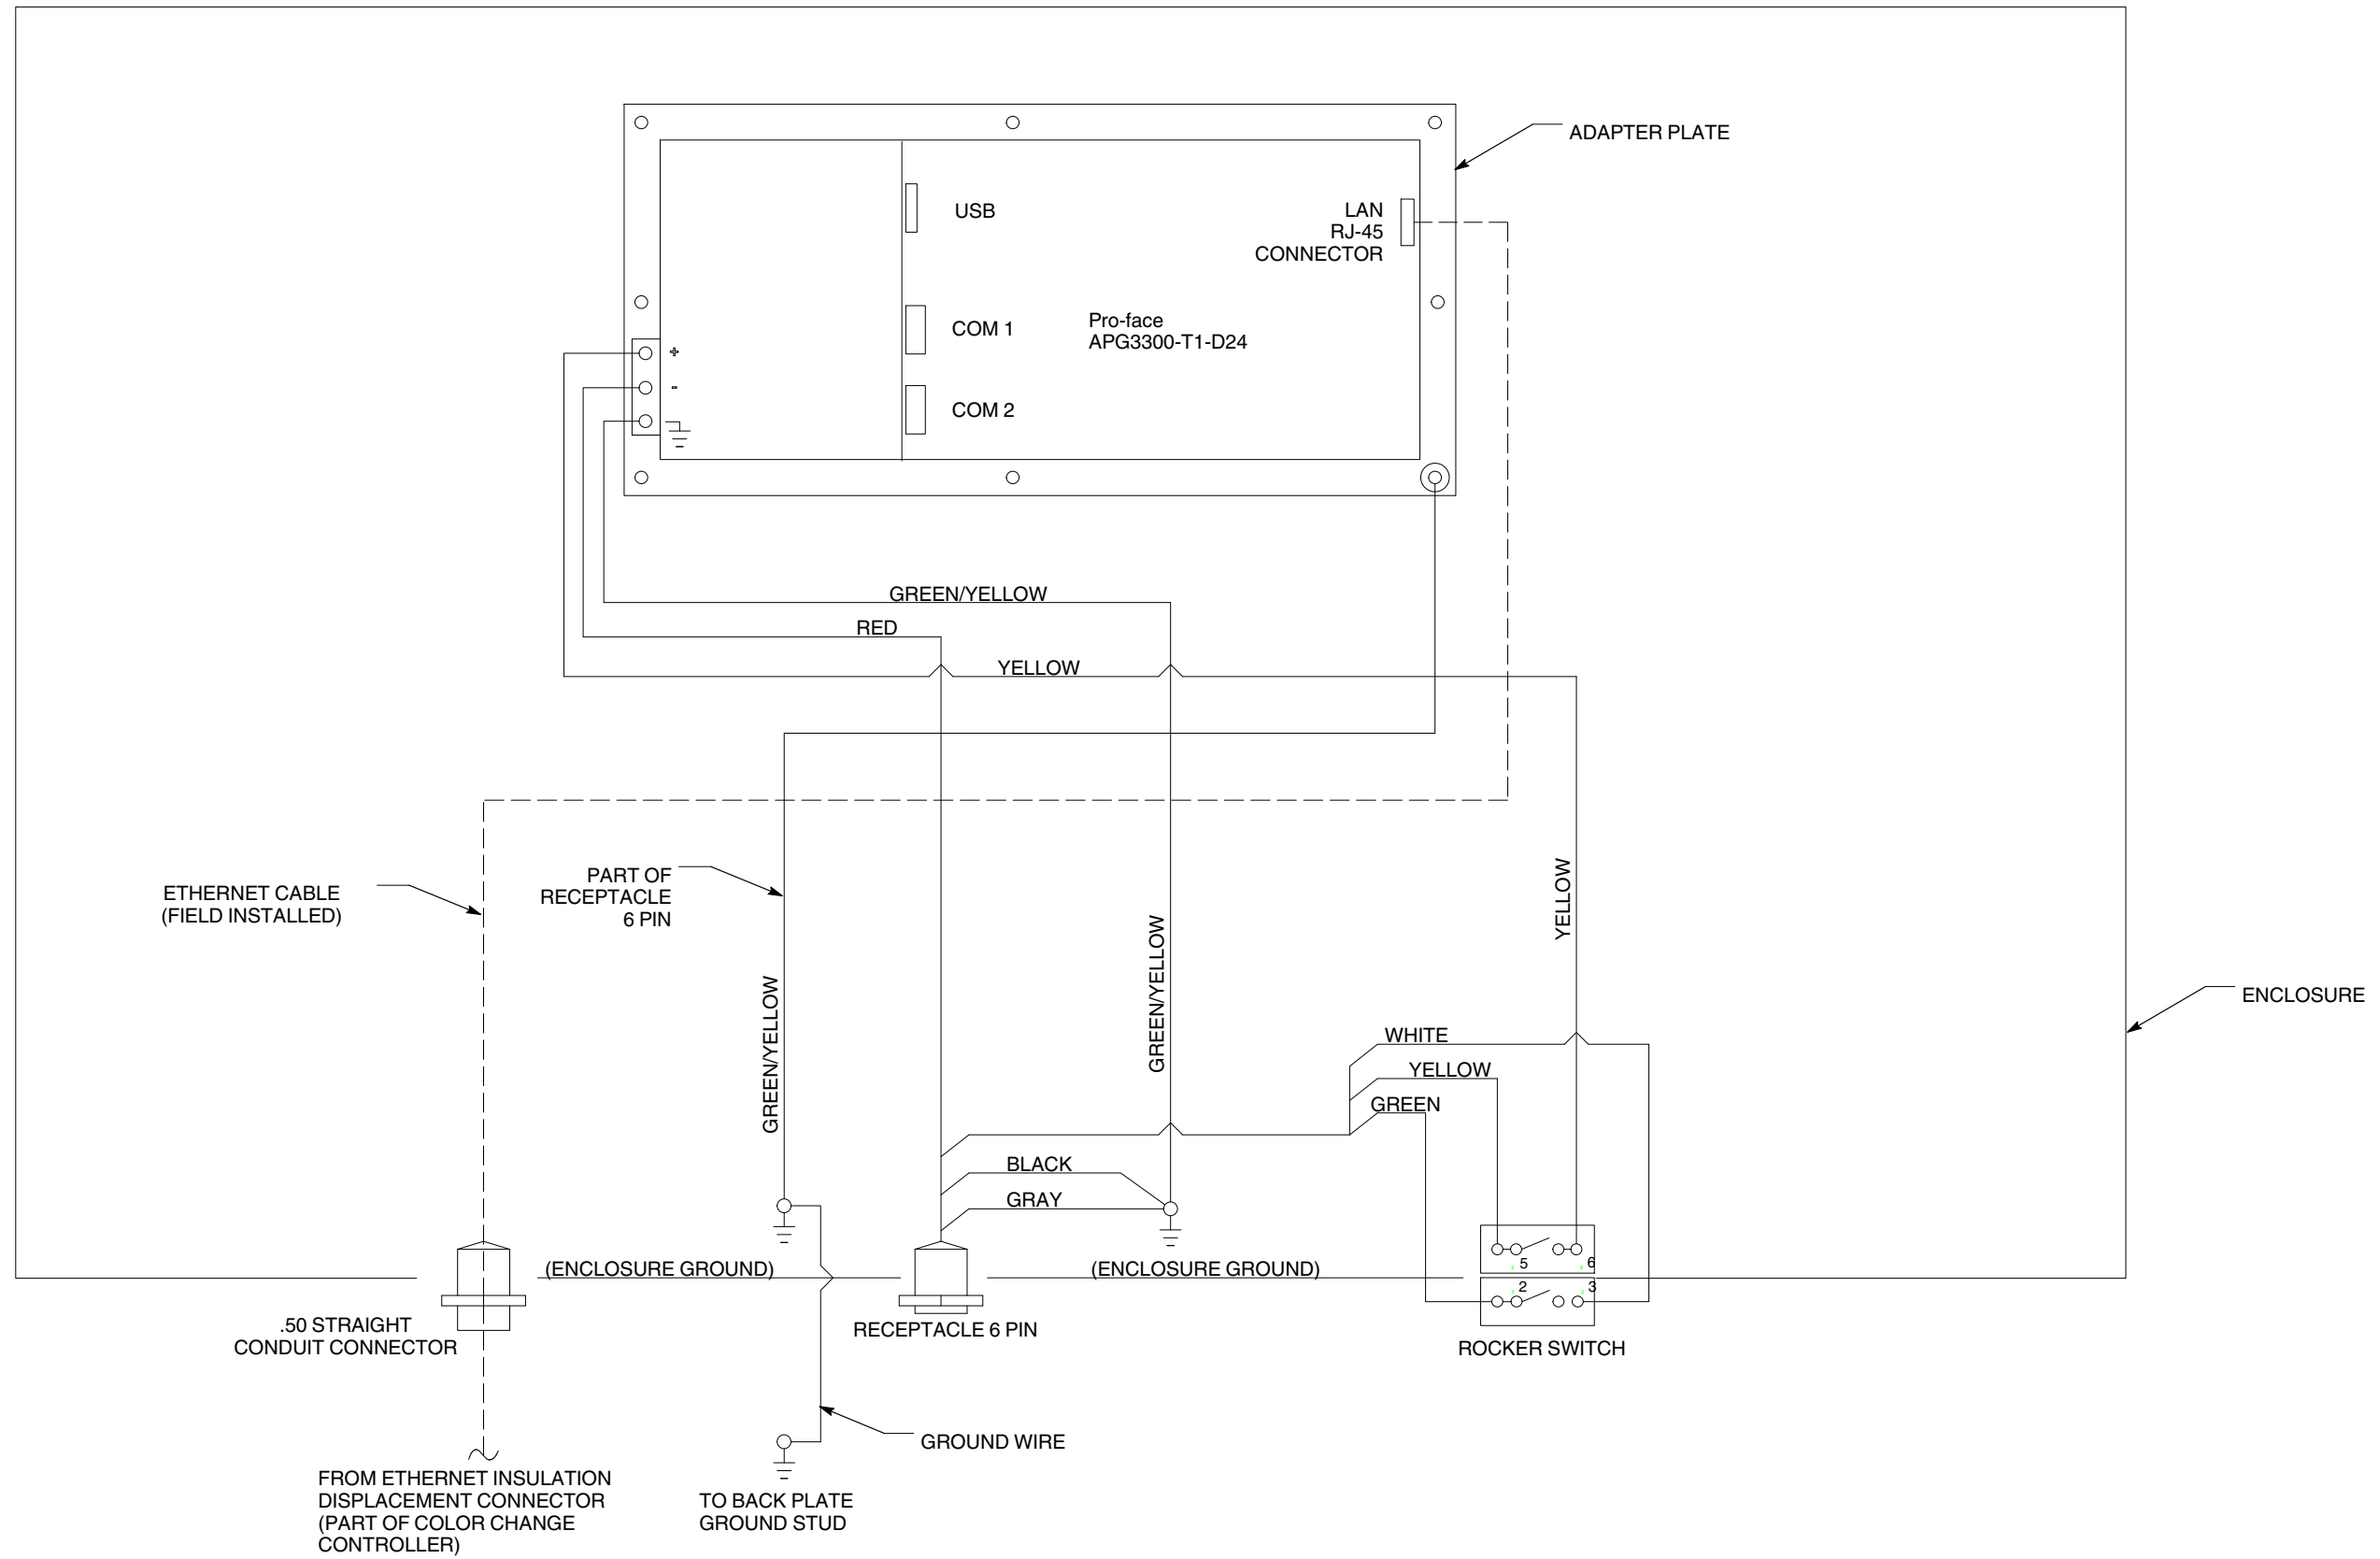 ADAPTER PLATE
USB
LAN
RJ-45
CONNECTOR
COM 1
Pro-face
APG3300-T1-D24
+
-
COM 2
GREEN/YELLOW
RED
YELLOW
ETHERNET CABLE
(FIELD INSTALLED)
PART OF
RECEPTACLE
6 PIN
YELLOW
GREEN/YELLOW
GREEN/YELLOW
ENCLOSURE
WHITE
YELLOW
GREEN
BLACK
GRAY
(ENCLOSURE GROUND)
(ENCLOSURE GROUND)
5
6
2
3
.50 STRAIGHT
CONDUIT CONNECTOR
RECEPTACLE 6 PIN
ROCKER SWITCH
GROUND WIRE
FROM ETHERNET INSULATION
DISPLACEMENT CONNECTOR
(PART OF COLOR CHANGE
CONTROLLER)
TO BACK PLATE
GROUND STUD